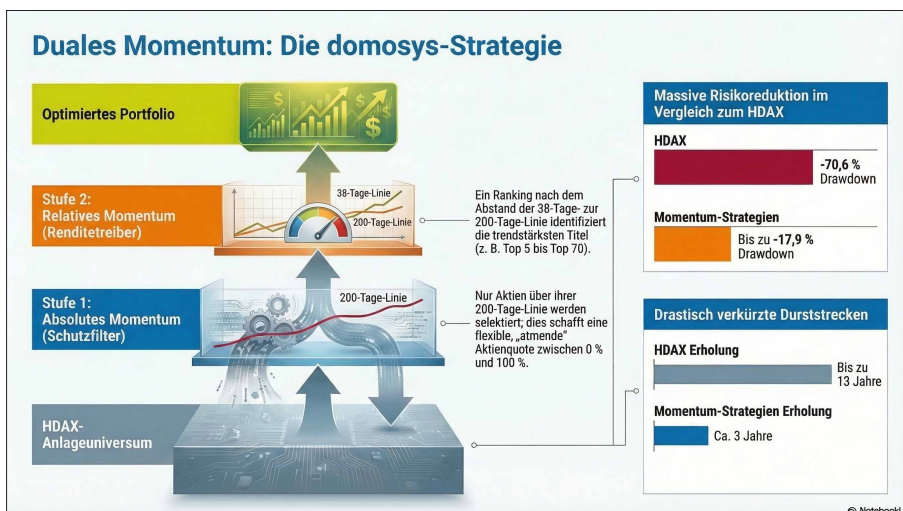 Duales Momentum: Die domosys-Strategie
Optimiertes Portfolio
Stufe 2:
Relatives Momentum
(Renditetreiber)
38-Tage-Linie
200-Tage-Linie
Ein Ranking nach dem
Abstand der 38-Tage- zur
200-Tage-Linie identifiziert
die trendstärksten Titel
(z. B. Top 5 bis Top 70).
Stufe 1:
Absolutes Momentum
(Schutzfilter)
200-Tage-Linie
Nur Aktien über ihrer
200-Tage-Linie werden
selektiert; dies schafft eine
flexible, „atmende“
Aktienquote zwischen 0 %
und 100 %.
HDAX-
Anlageuniversum
Massive Risikoreduktion im
Vergleich zum HDAX
HDAX
-70,6 %
Drawdown
Momentum-Strategien
Bis zu -17,9 %
Drawdown
Drastisch verkürzte Durststrecken
HDAX Erholung
Bis zu
13 Jahre
Momentum-Strategien Erholung
Ca. 3 Jahre